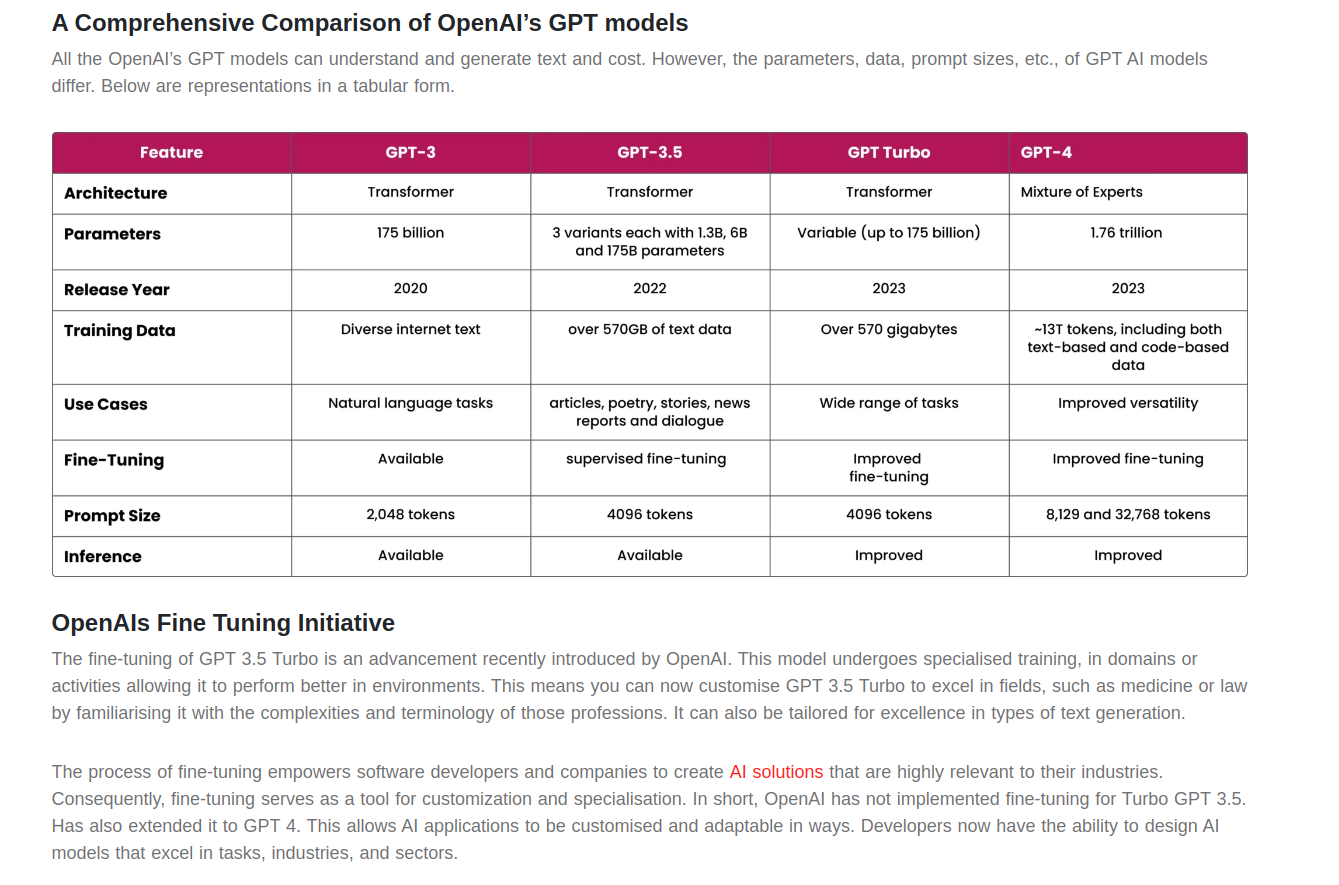 A Comprehensive Comparison of OpenAI’s GPT models
All the OpenAI’s GPT models can understand and generate text and cost. However, the parameters, data, prompt sizes, etc., of GPT AI models
differ. Below are representations in a tabular form.
Feature GPT-3 GPT-3.5 GPT Turbo GPT-4
Architecture Transformer Transformer Transformer Mixture of Experts
Parameters 175 billion 3 variants each with 1.3B, 6B Variable (up to 175 billion) 1.76 trillion
and 175B parameters
Release Year 2020 2022 2023 2023
Training Data Diverse internet text over 570GB of text data Over 570 gigabytes ~13T tokens, including both
text-based and code-based
data
Use Cases Natural language tasks articles, poetry, stories, news Wide range of tasks Improved versatility
reports and dialogue
Fine-Tuning Available supervised fine-tuning Improved Improved fine-tuning
fine-tuning
Prompt Size 2,048 tokens 4096 tokens 4096 tokens 8,129 and 32,768 tokens
Inference Available Available Improved Improved
OpenAIs Fine Tuning Initiative
The fine-tuning of GPT 3.5 Turbo is an advancement recently introduced by OpenAI. This model undergoes specialised training, in domains or
activities allowing it to perform better in environments. This means you can now customise GPT 3.5 Turbo to excel in fields, such as medicine or law
by familiarising it with the complexities and terminology of those professions. It can also be tailored for excellence in types of text generation.
The process of fine-tuning empowers software developers and companies to create AI solutions that are highly relevant to their industries.
Consequently, fine-tuning serves as a tool for customization and specialisation. In short, OpenAI has not implemented fine-tuning for Turbo GPT 3.5.
Has also extended it to GPT 4. This allows AI applications to be customised and adaptable in ways. Developers now have the ability to design AI
models that excel in tasks, industries, and sectors.